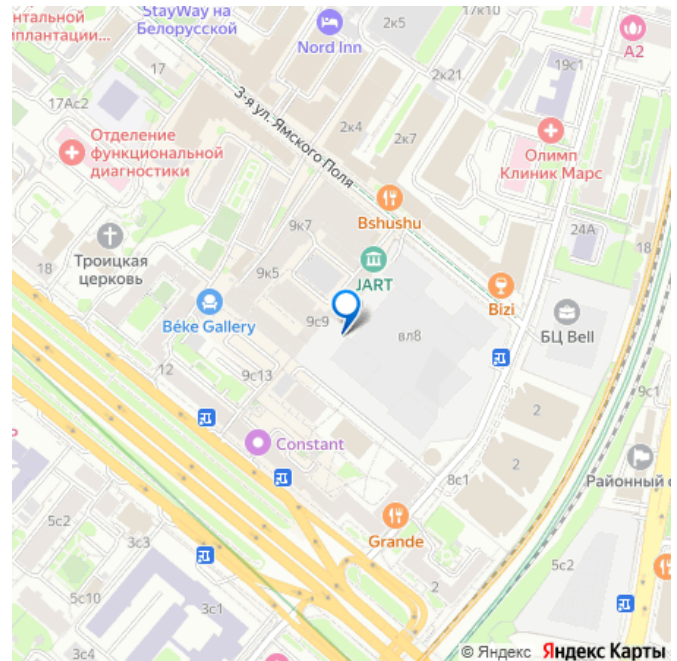 StayWay на
Белорусской
нтальной
плантации...
Nord Inn
2к5
17к10
А2
17
2к21
19с1
17Ас2
3-я ул. Ямского Поля
2к4
2к7
Отделение
функциональной
диагностики
Олимп
Клиник Марс
Bshushu
9к7
24А
18
Троицкая
церковь
18
9к5
JART
Bizi
Béke Gallery
9с9
вл8
БЦ Bell
12
9с13
2
9с1
Constant
2
8с1
Районный с
Grande
5с2
3с3
2
5с2
5с10
3с1
© Яндекс Яндекс Карты